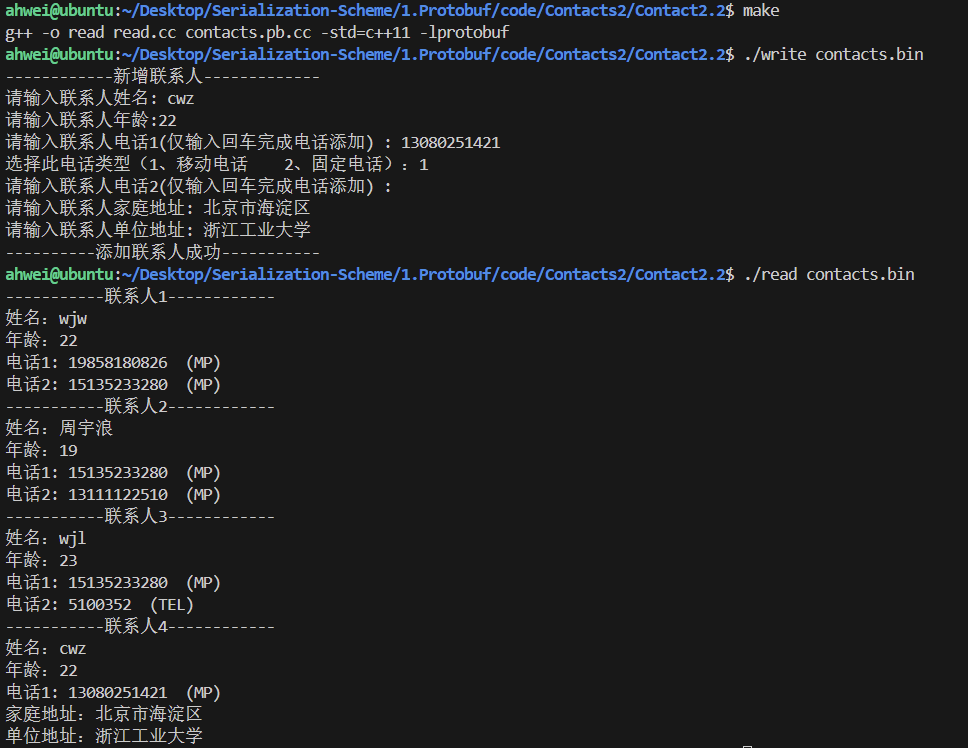 ahwei@ubuntu:~/Desktop/Serialization-Scheme/1.Protobuf/code/Contacts2/Contact2.2$ make
g++ -o read read.cc contacts.pb.cc -std=c++11 -lprotobuf
ahwei@ubuntu:~/Desktop/Serialization-Scheme/1.Protobuf/code/Contacts2/Contact2.2$ ./write contacts.bin
------------新增联系人-------------
请输入联系人姓名: cwz
请输入联系人年龄:22
请输入联系人电话1(仅输入回车完成电话添加) : 13080251421
选择此电话类型 (1、移动电话    2、固定电话) : 1
请输入联系人电话2(仅输入回车完成电话添加) :
请输入联系人家庭地址: 北京市海淀区
请输入联系人单位地址: 浙江工业大学
----------添加联系人成功-----------
ahwei@ubuntu:~/Desktop/Serialization-Scheme/1.Protobuf/code/Contacts2/Contact2.2$ ./read contacts.bin
-----------联系人1------------
姓名: wjw
年龄: 22
电话1: 19858180826  (MP)
电话2: 15135233280  (MP)
-----------联系人2------------
姓名: 周宇浪
年龄: 19
电话1: 15135233280  (MP)
电话2: 13111122510  (MP)
-----------联系人3------------
姓名: wjl
年龄: 23
电话1: 15135233280  (MP)
电话2: 5100352  (TEL)
-----------联系人4------------
姓名: cwz
年龄: 22
电话1: 13080251421  (MP)
家庭地址: 北京市海淀区
单位地址: 浙江工业大学